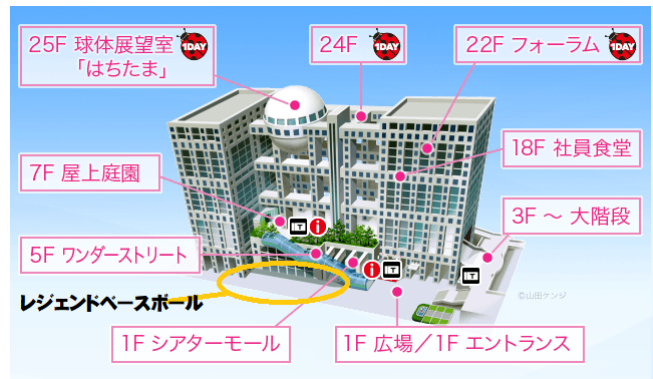 25F 球体展望室 1DAY
「はちたま」
24F 1DAY
22F フォーラム 1DAY
18F 社員食堂
7F 屋上庭園
3F ～ 大階段
5F ワンダーストリート
レジェンドベースボール
©山田ケンジ
1F シアターモール
1F 広場／1F エントランス